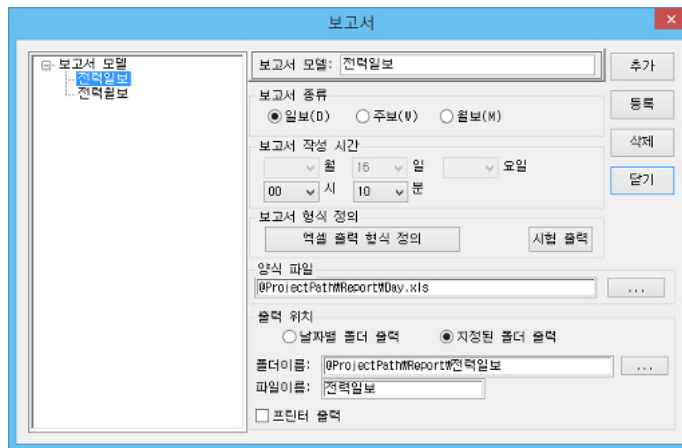 보고서
보고서 모델
전력일보
전력월보
보고서 모델: 전력일보
추가
보고서 종류
일보(D) 주보(W) 월보(M)
등록
보고서 작성 시간
월 16 일 요일
삭제
00 시 10 분
닫기
보고서 형식 정의
엑셀 출력 형식 정의 시험 출력
양식 파일
@ProjectPath₩Report₩Day.xls ...
출력 위치
날짜별 폴더 출력 지정된 폴더 출력
폴더이름: @ProjectPath₩Report₩전력일보 ...
파일이름: 전력일보
프린터 출력